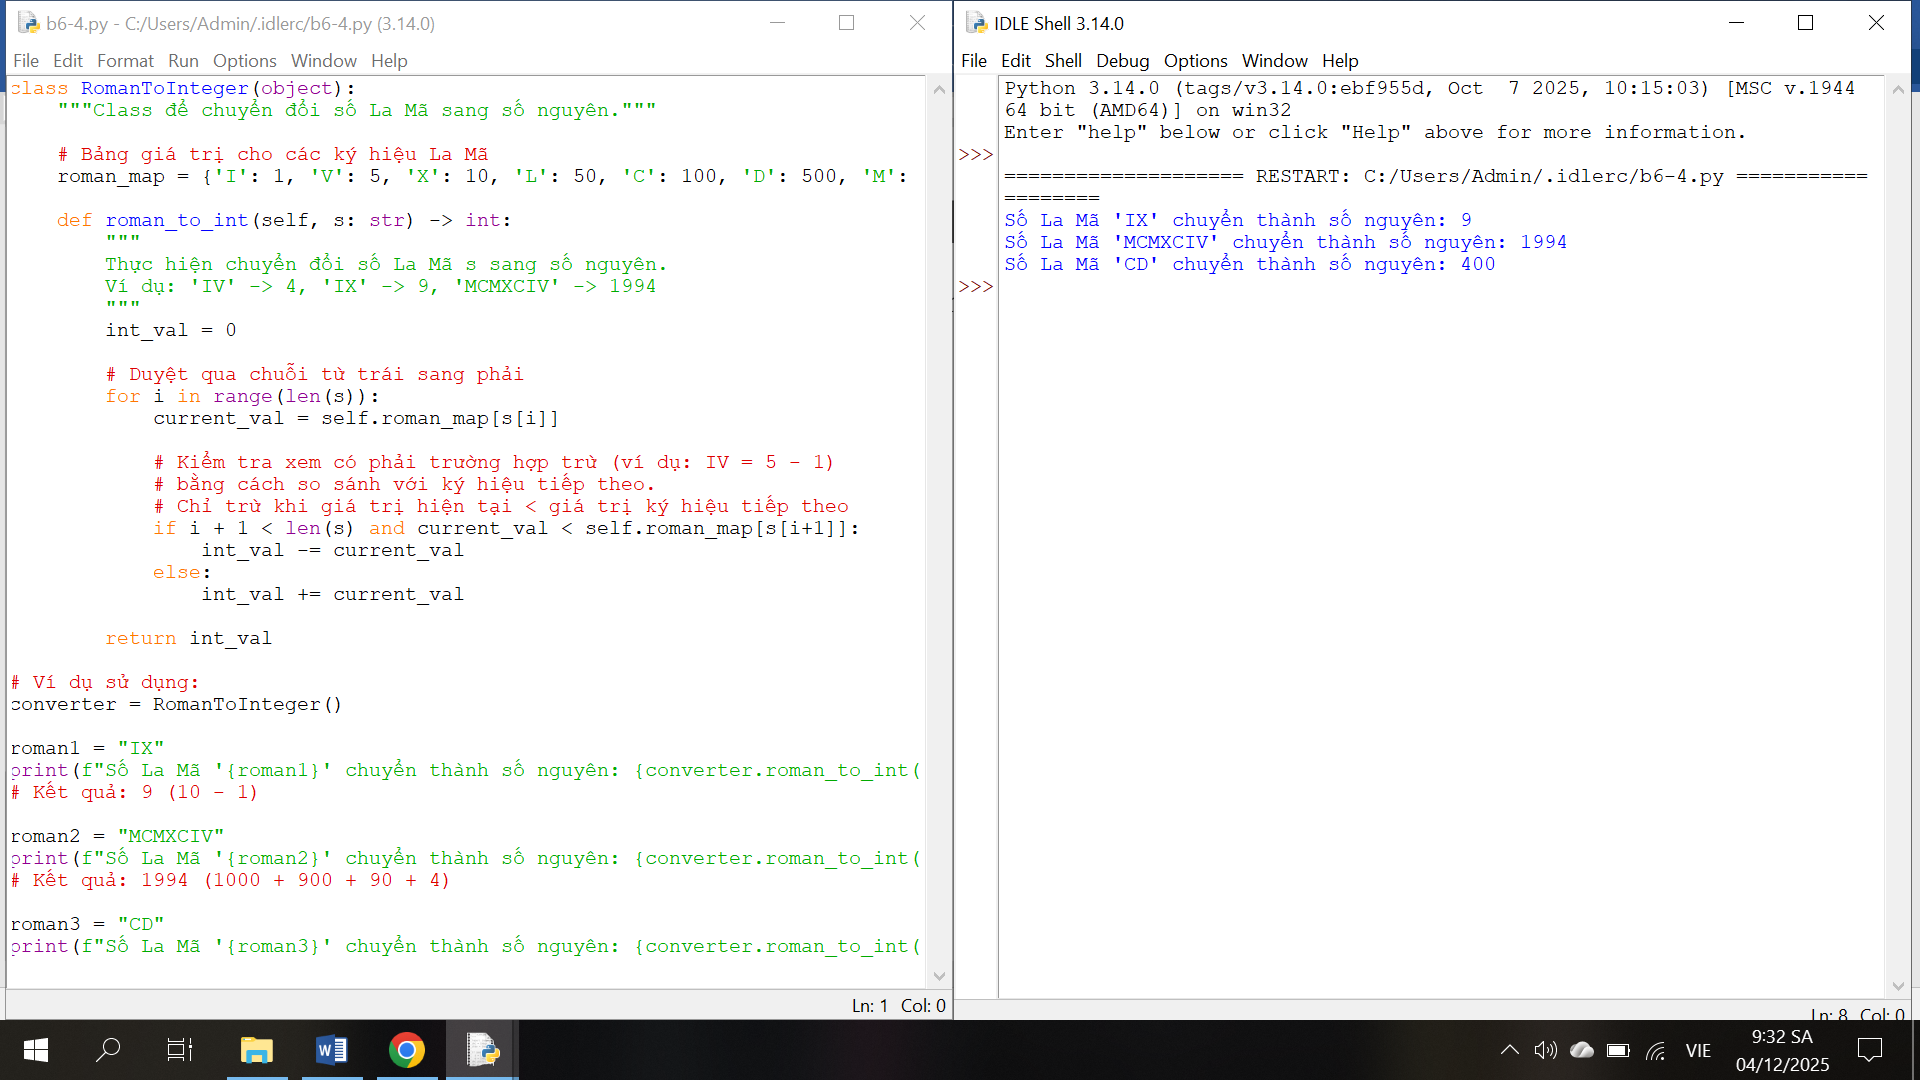 b6-4.py - C:/Users/Admin/.idlerc/b6-4.py (3.14.0)
File Edit Format Run Options Window Help
class RomanToInteger(object):
    """Class để chuyển đổi số La Mã sang số nguyên."""
    # Bảng giá trị cho các ký hiệu La Mã
    roman_map = {'I': 1, 'V': 5, 'X': 10, 'L': 50, 'C': 100, 'D': 500, 'M':
    def roman_to_int(self, s: str) -> int:
        """
        Thực hiện chuyển đổi số La Mã s sang số nguyên.
        Ví dụ: 'IV' -> 4, 'IX' -> 9, 'MCMXCIV' -> 1994
        """
        int_val = 0
        # Duyệt qua chuỗi từ trái sang phải
        for i in range(len(s)):
            current_val = self.roman_map[s[i]]
            # Kiểm tra xem có phải trường hợp trừ (ví dụ: IV = 5 - 1)
            # bằng cách so sánh với ký hiệu tiếp theo.
            # Chỉ trừ khi giá trị hiện tại < giá trị ký hiệu tiếp theo
            if i + 1 < len(s) and current_val < self.roman_map[s[i+1]]:
                int_val -= current_val
            else:
                int_val += current_val
        return int_val
# Ví dụ sử dụng:
converter = RomanToInteger()
roman1 = "IX"
print(f"Số La Mã '{roman1}' chuyển thành số nguyên: {converter.roman_to_int(
# Kết quả: 9 (10 - 1)
roman2 = "MCMXCIV"
print(f"Số La Mã '{roman2}' chuyển thành số nguyên: {converter.roman_to_int(
# Kết quả: 1994 (1000 + 900 + 90 + 4)
roman3 = "CD"
print(f"Số La Mã '{roman3}' chuyển thành số nguyên: {converter.roman_to_int(
Ln: 1 Col: 0
IDLE Shell 3.14.0
File Edit Shell Debug Options Window Help
Python 3.14.0 (tags/v3.14.0:ebf955d, Oct  7 2025, 10:15:03) [MSC v.1944
64 bit (AMD64)] on win32
Enter "help" below or click "Help" above for more information.
>>>
==================== RESTART: C:/Users/Admin/.idlerc/b6-4.py ===========
========
Số La Mã 'IX' chuyển thành số nguyên: 9
Số La Mã 'MCMXCIV' chuyển thành số nguyên: 1994
Số La Mã 'CD' chuyển thành số nguyên: 400
>>>
Ln: 8 Col: 0
VIE
9:32 SA
04/12/2025